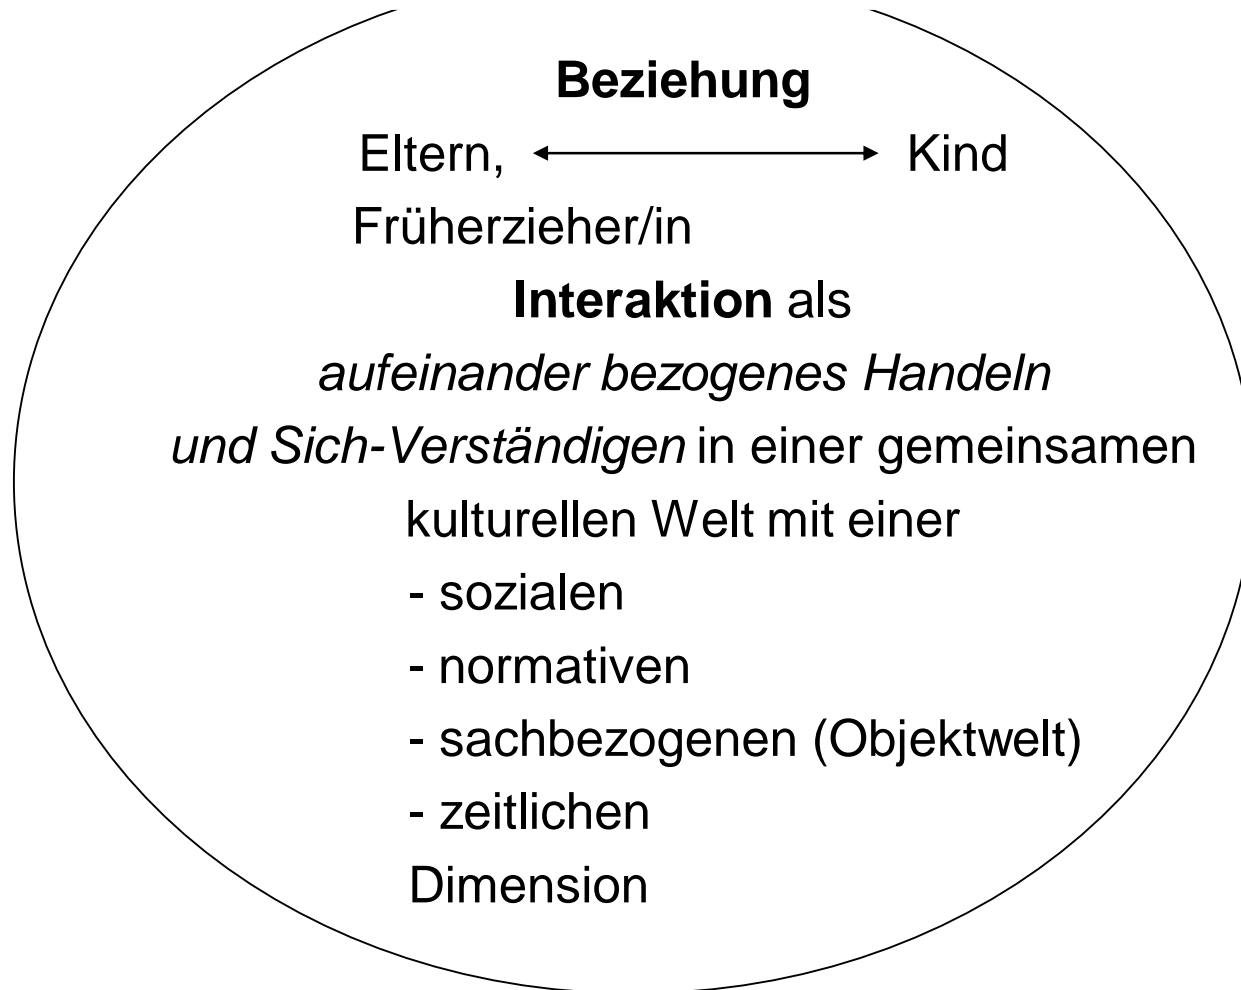 Beziehung
Eltern, Kind
Früherzieher/in
Interaktion als
aufeinander bezogenes Handeln
und Sich-Verständigen in einer gemeinsamen
kulturellen Welt mit einer
- sozialen
- normativen
- sachbezogenen (Objektwelt)
- zeitlichen
Dimension